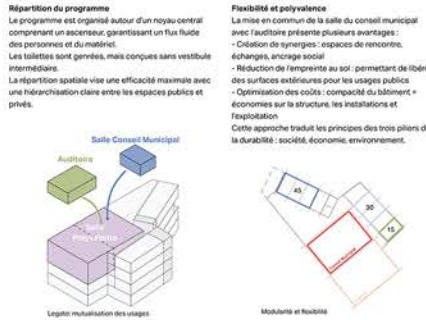 Répartition du programme
Le programme est organisé autour d'un noyau central
comprenant un ascenseur, garantissant un flux fluide
des personnes et du matériel.
Les toilettes sont genrées, mais conçues sans vestibule
intermédiaire.
La répartition spatiale vise une efficacité maximale avec
une hiérarchisation claire entre les espaces publics et
privés.
Salle Conseil Municipal
Auditoire
Salle
Polyvalente
Legato: mutualisation des usages
Flexibilité et polyvalence
La mise en commun de la salle du conseil municipal
avec l'auditoire présente plusieurs avantages :
- Création de synergies : espaces de rencontre,
échanges, ancrage social
- Réduction de l'empreinte au sol : permettant de libére
des surfaces extérieures pour les usages publics
- Optimisation des coûts : compacité du bâtiment =
économies sur la structure, les installations et
l'exploitation
Cette approche traduit les principes des trois piliers de
la durabilité : société, économie, environnement.
45
30
15
Conseil Municipal
Modularité et flexibilité